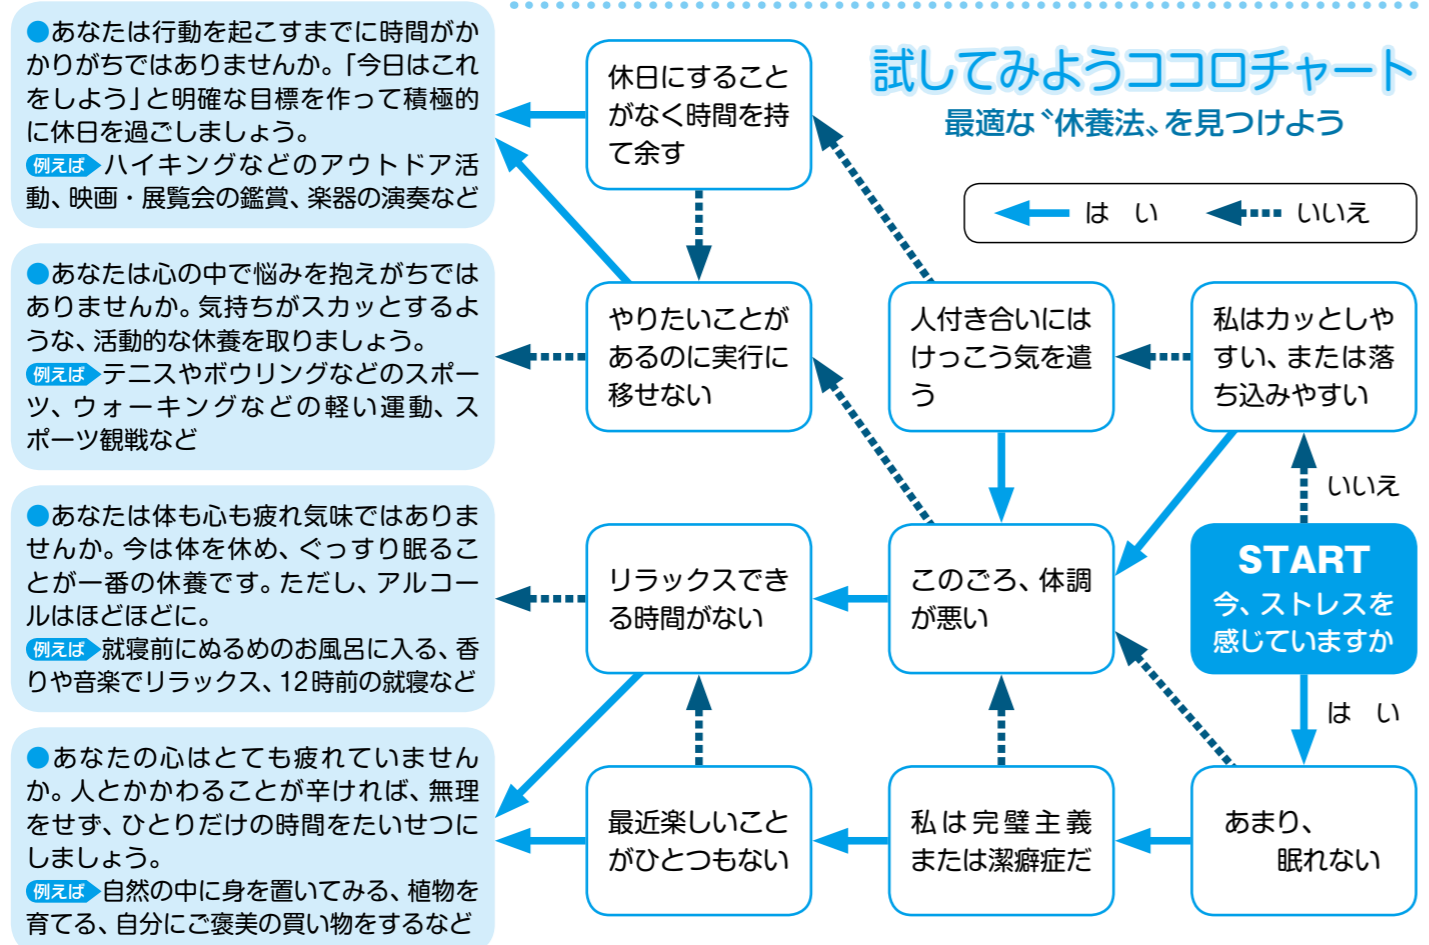 試してみようココロチャート
最適な〝休養法〟を見つけよう
は い
いいえ
START
今、ストレスを
感じていますか
いいえ
は い
私はカッとしや
すい、または落
ち込みやすい
あまり、
眠れない
人付き合いには
けっこう気を遣
う
このごろ、体調
が悪い
私は完璧主義
または潔癖症だ
休日にすること
がなく時間を持
て余す
やりたいことが
あるのに実行に
移せない
リラックスでき
る時間がない
最近楽しいこと
がひとつもない
●あなたは行動を起こすまでに時間がか
かりがちではありませんか。「今日はこれ
をしよう」と明確な目標を作って積極的
に休日を過ごしましょう。
例えば ハイキングなどのアウトドア活
動、映画・展覧会の鑑賞、楽器の演奏など
●あなたは心の中で悩みを抱えがちでは
ありませんか。気持ちがスカッとするよ
うな、活動的な休養を取りましょう。
例えば テニスやボウリングなどのスポー
ツ、ウォーキングなどの軽い運動、ス
ポーツ観戦など
●あなたは体も心も疲れ気味ではありま
せんか。今は体を休め、ぐっすり眠るこ
とが一番の休養です。ただし、アルコー
ルはほどほどに。
例えば 就寝前にぬるめのお風呂に入る、香
りや音楽でリラックス、12時前の就寝など
●あなたの心はとても疲れていません
か。人とかかわることが辛ければ、無理
をせず、ひとりだけの時間をたいせつに
しましょう。
例えば 自然の中に身を置いてみる、植物を
育てる、自分にご褒美の買い物をするなど